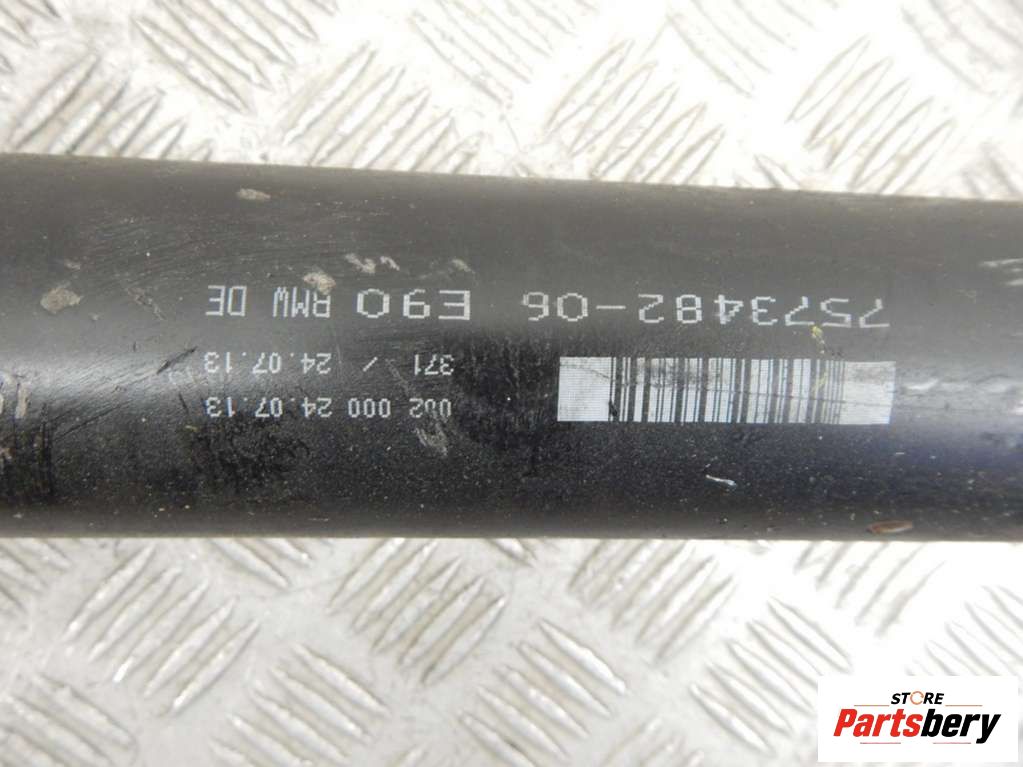 002 000 24.07.13
371 / 24.07.13
7573482-06 E90 BMW DE
STORE
Partsbery